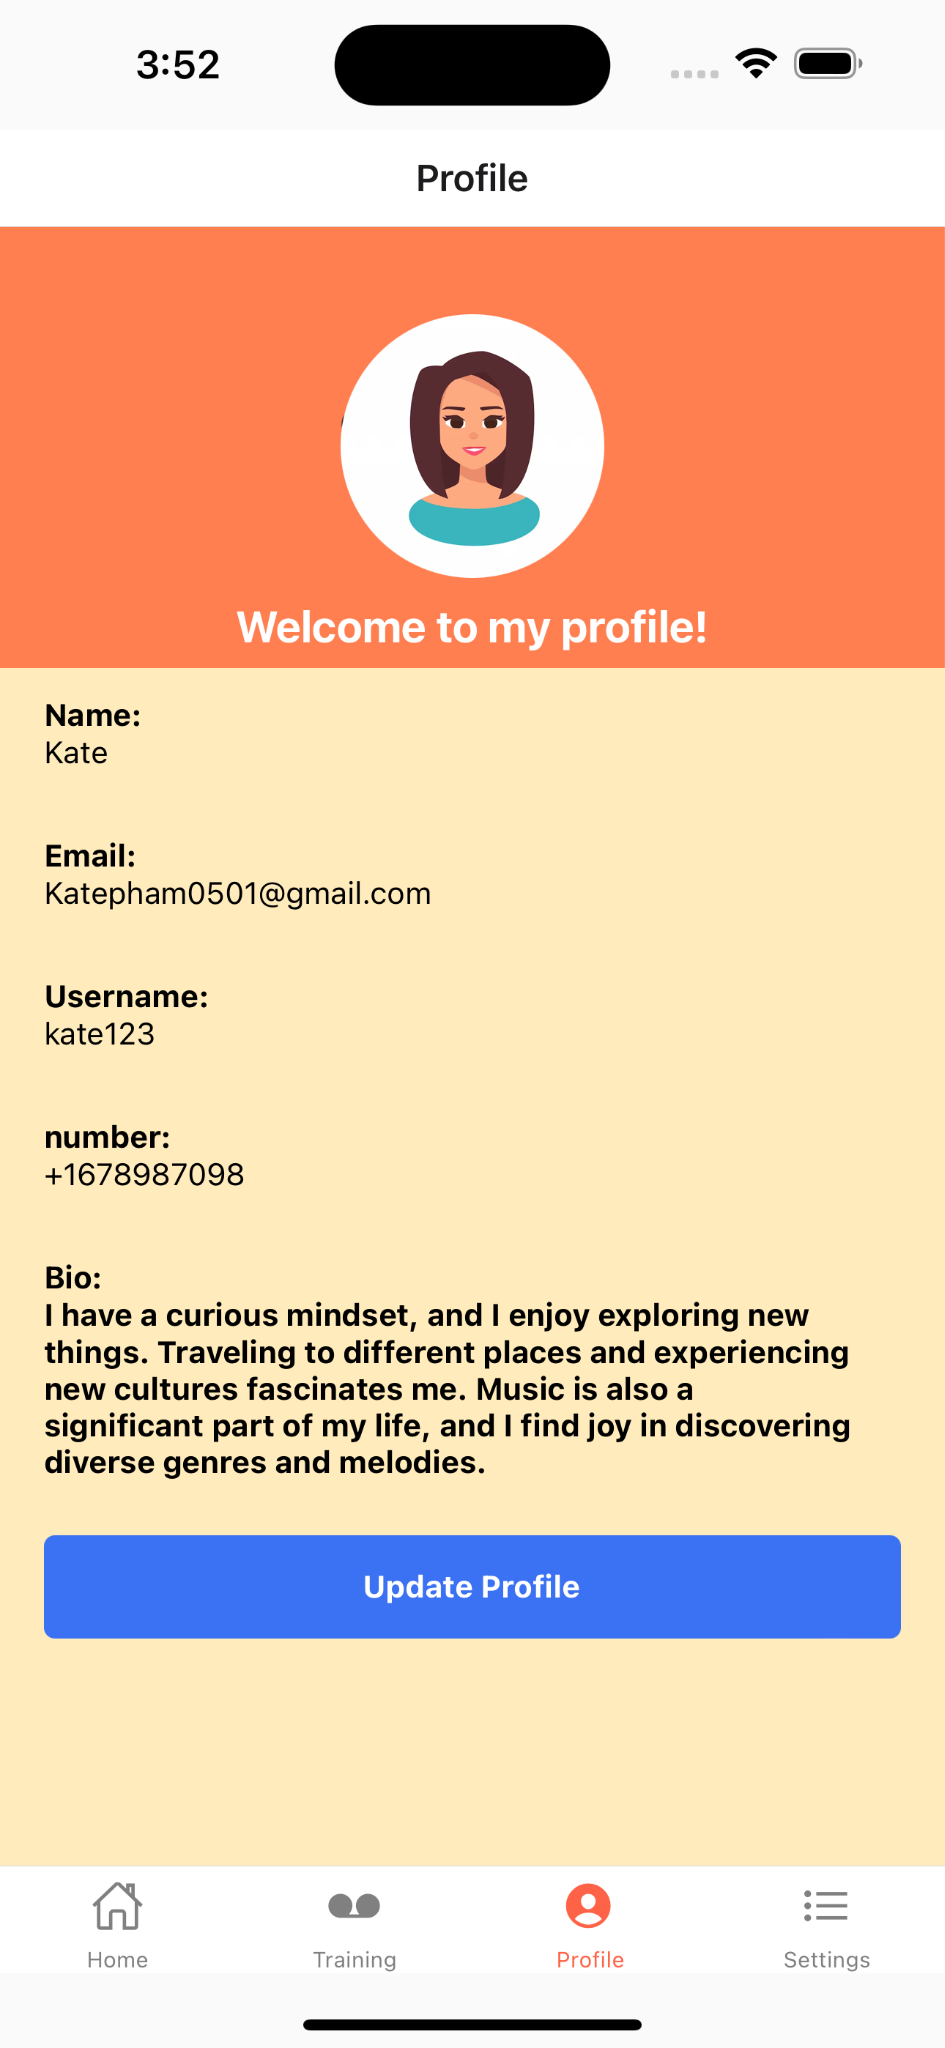 3:52
Profile
Welcome to my profile!
Name:
Kate
Email:
Katepham0501@gmail.com
Username:
kate123
number:
+1678987098
Bio:
I have a curious mindset, and I enjoy exploring new
things. Traveling to different places and experiencing
new cultures fascinates me. Music is also a
significant part of my life, and I find joy in discovering
diverse genres and melodies.
Update Profile
Home Training Profile Settings